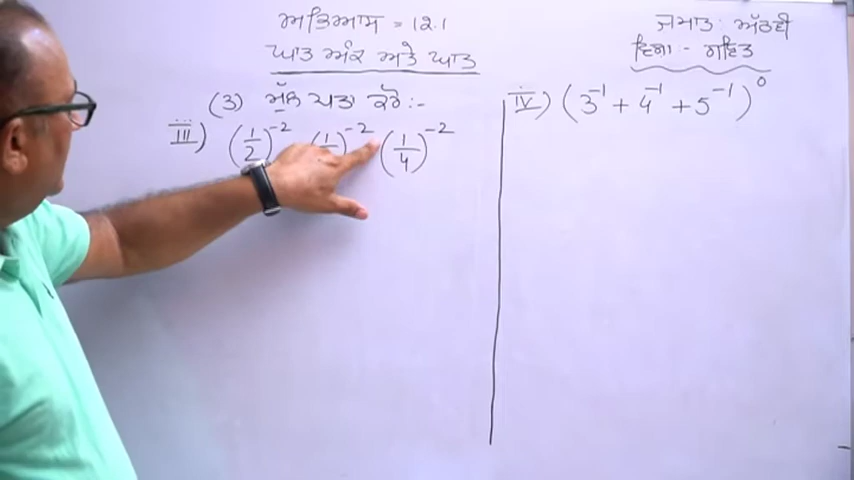 ਅਭਿਆਸ = 12.1
ਘਾਤ ਅੰਕ ਅਤੇ ਘਾਤ
ਜਮਾਤ : ਅੱਠਵੀਂ
ਵਿਸ਼ਾ :- ਗਣਿਤ
(3) ਮੁੱਲ ਪਤਾ ਕਰੋ :-
iii) (1/2)⁻² (1/ )⁻² (1/4)⁻²
iv) (3⁻¹ + 4⁻¹ + 5⁻¹)⁰